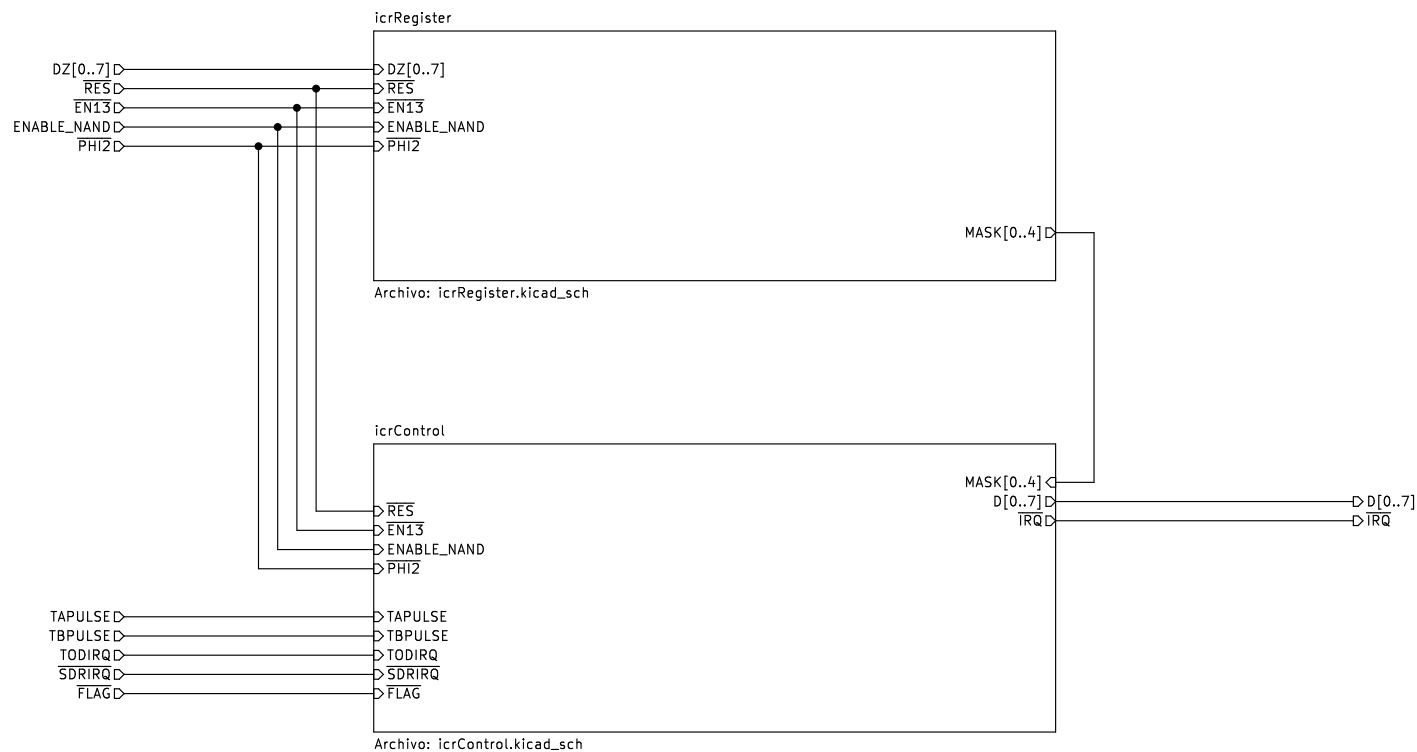 icrRegister
DZ[0..7] DZ[0..7]
RES RES
EN13 EN13
ENABLE_NAND ENABLE_NAND
PHI2 PHI2
MASK[0..4]
Archivo: icrRegister.kicad_sch
icrControl
MASK[0..4]
D[0..7] D[0..7]
RES
IRQ IRQ
EN13
ENABLE_NAND
PHI2
TAPULSE TAPULSE
TBPULSE TBPULSE
TODIRQ TODIRQ
SDRIRQ SDRIRQ
FLAG FLAG
Archivo: icrControl.kicad_sch